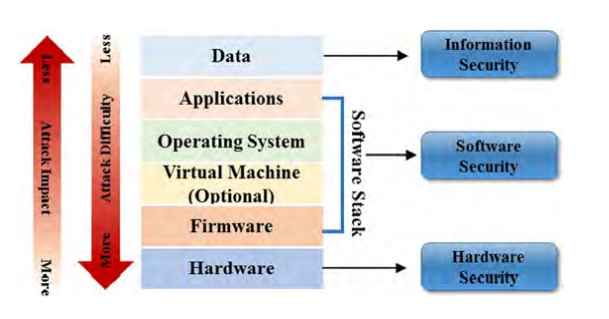 Less
Attack Impact
More
Less
Attack Difficulty
More
Data
Applications
Operating System
Virtual Machine
(Optional)
Firmware
Hardware
Software Stack
Information
Security
Software
Security
Hardware
Security